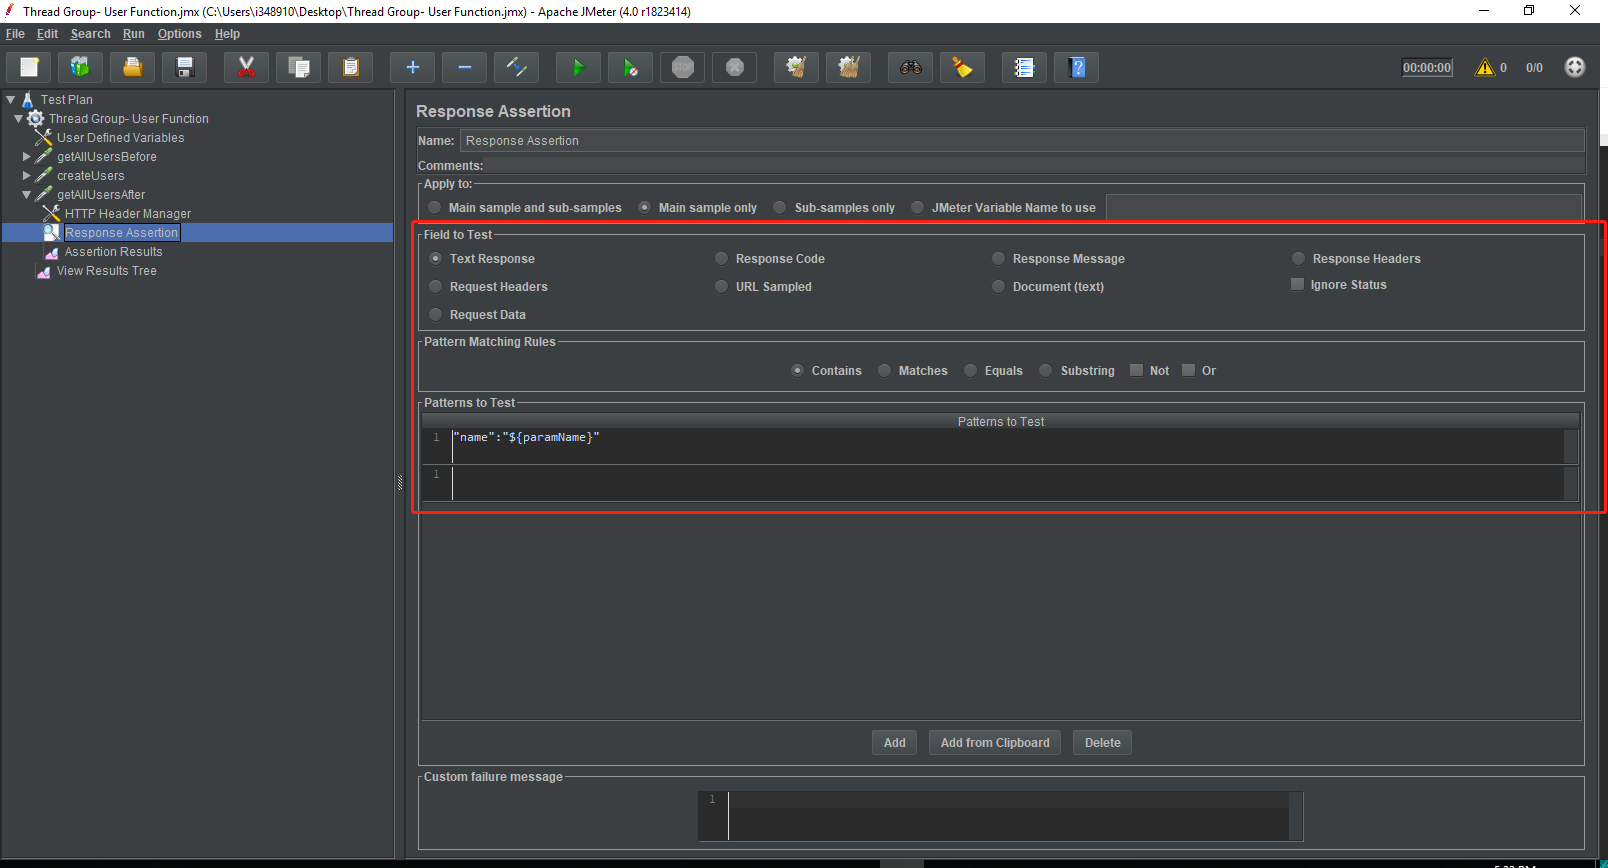 Thread Group- User Function.jmx (C:\Users\i348910\Desktop\Thread Group- User Function.jmx) - Apache JMeter (4.0 r1823414)
File Edit Search Run Options Help
STOP 00:00:00 0 0/0
Test Plan
Thread Group- User Function
User Defined Variables
getAllUsersBefore
createUsers
getAllUsersAfter
HTTP Header Manager
Response Assertion
Assertion Results
View Results Tree
Response Assertion
Name: Response Assertion
Comments:
Apply to:
Main sample and sub-samples Main sample only Sub-samples only JMeter Variable Name to use
Field to Test
Text Response Response Code Response Message Response Headers
Request Headers URL Sampled Document (text) Ignore Status
Request Data
Pattern Matching Rules
Contains Matches Equals Substring Not Or
Patterns to Test
Patterns to Test
1 "name":"${paramName}"
1
Add Add from Clipboard Delete
Custom failure message
1